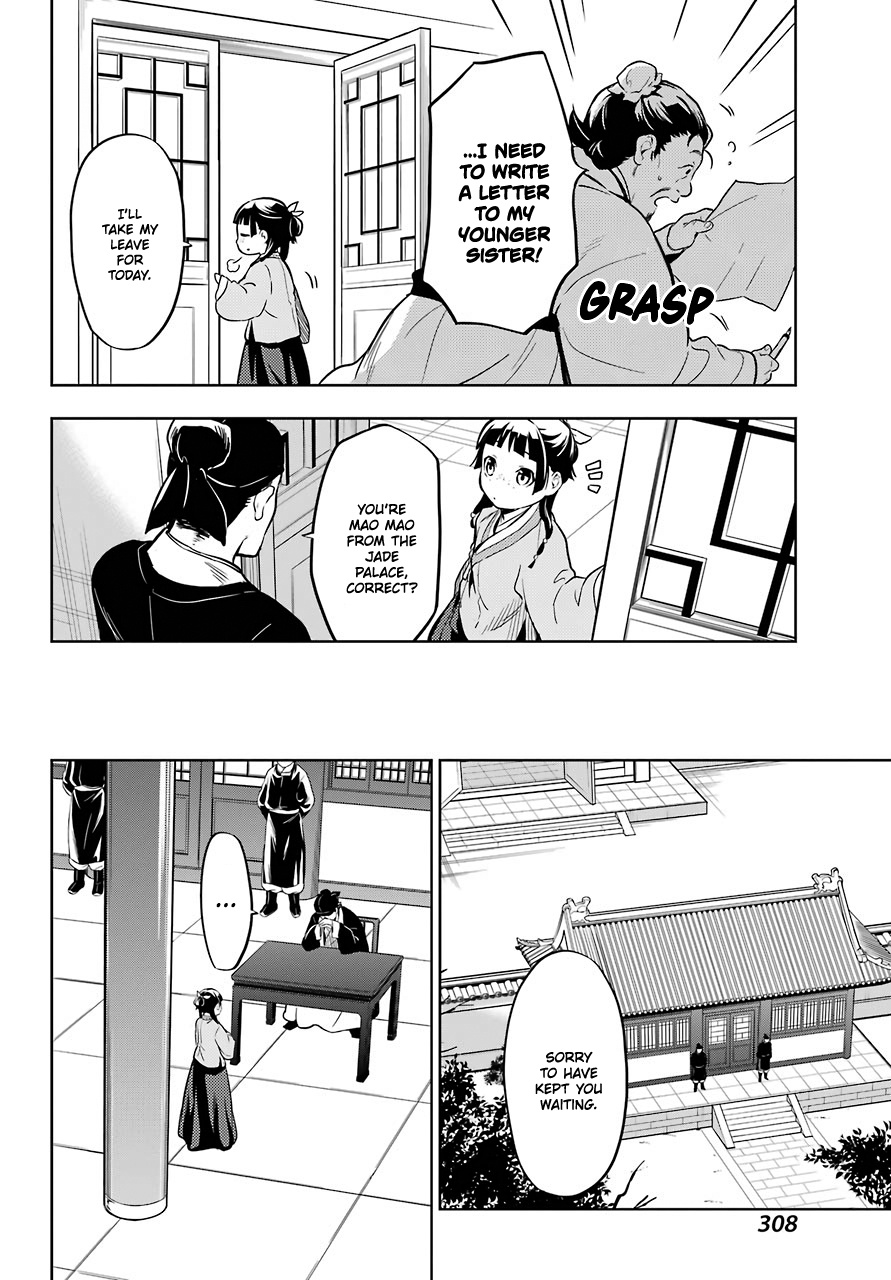 ...I NEED
TO WRITE
A LETTER
TO MY
YOUNGER
SISTER!
GRASP
I'LL
TAKE MY
LEAVE
FOR
TODAY.
YOU'RE
MAO MAO
FROM THE
JADE
PALACE,
CORRECT?
SORRY
TO HAVE
KEPT YOU
WAITING.
...
308